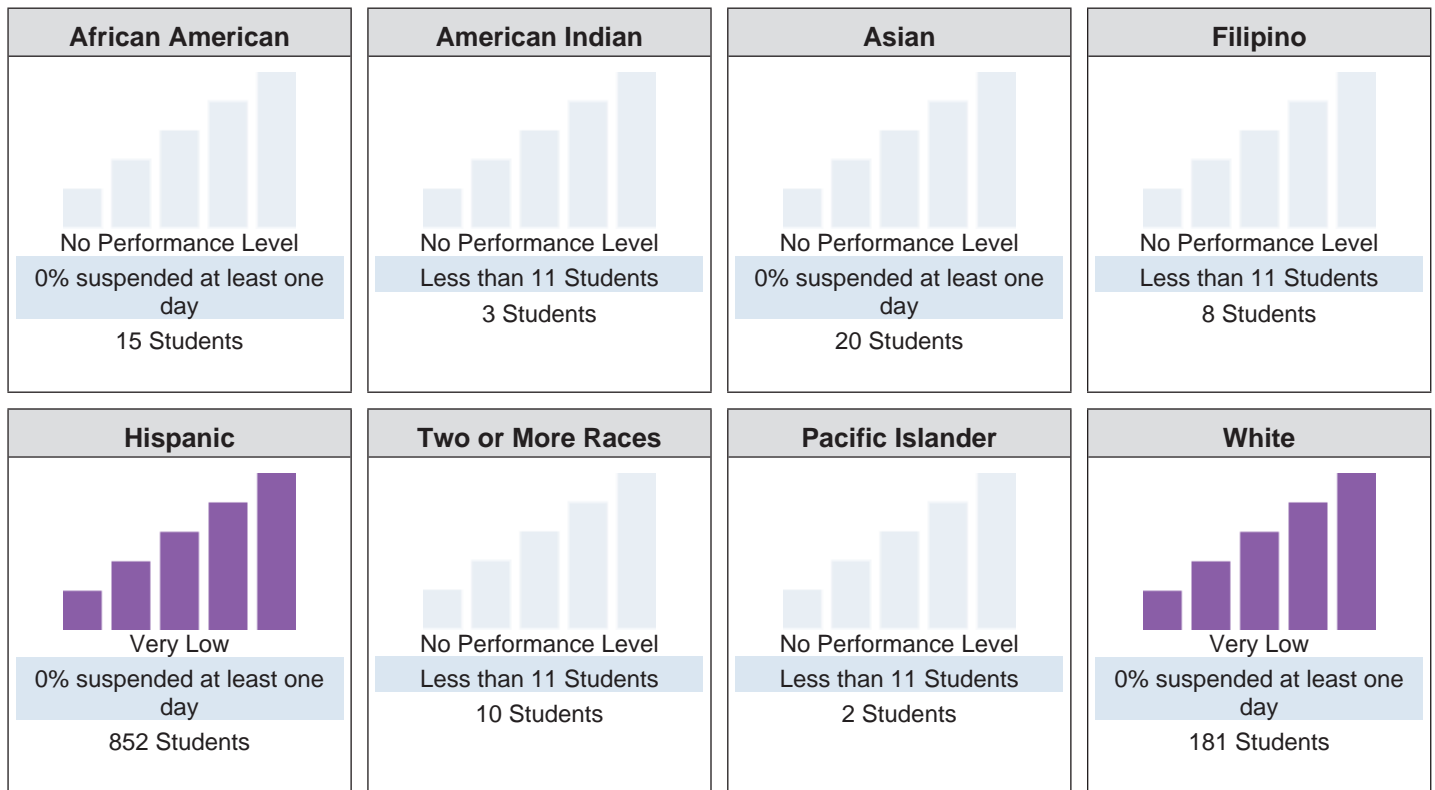 African American
No Performance Level
0% suspended at least one
day
15 Students
American Indian
No Performance Level
Less than 11 Students
3 Students
Asian
No Performance Level
0% suspended at least one
day
20 Students
Filipino
No Performance Level
Less than 11 Students
8 Students
Hispanic
Very Low
0% suspended at least one
day
852 Students
Two or More Races
No Performance Level
Less than 11 Students
10 Students
Pacific Islander
No Performance Level
Less than 11 Students
2 Students
White
Very Low
0% suspended at least one
day
181 Students